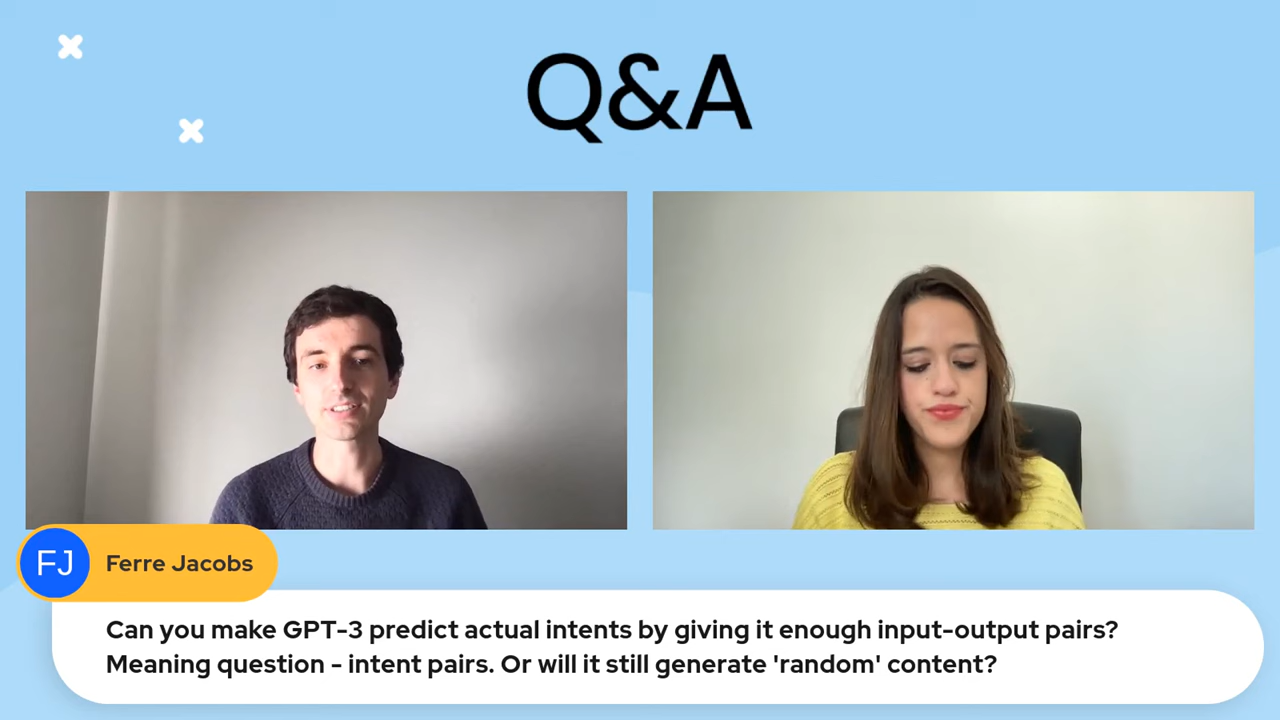 Q&A
FJ
Ferre Jacobs
Can you make GPT-3 predict actual intents by giving it enough input-output pairs?
Meaning question - intent pairs. Or will it still generate 'random' content?